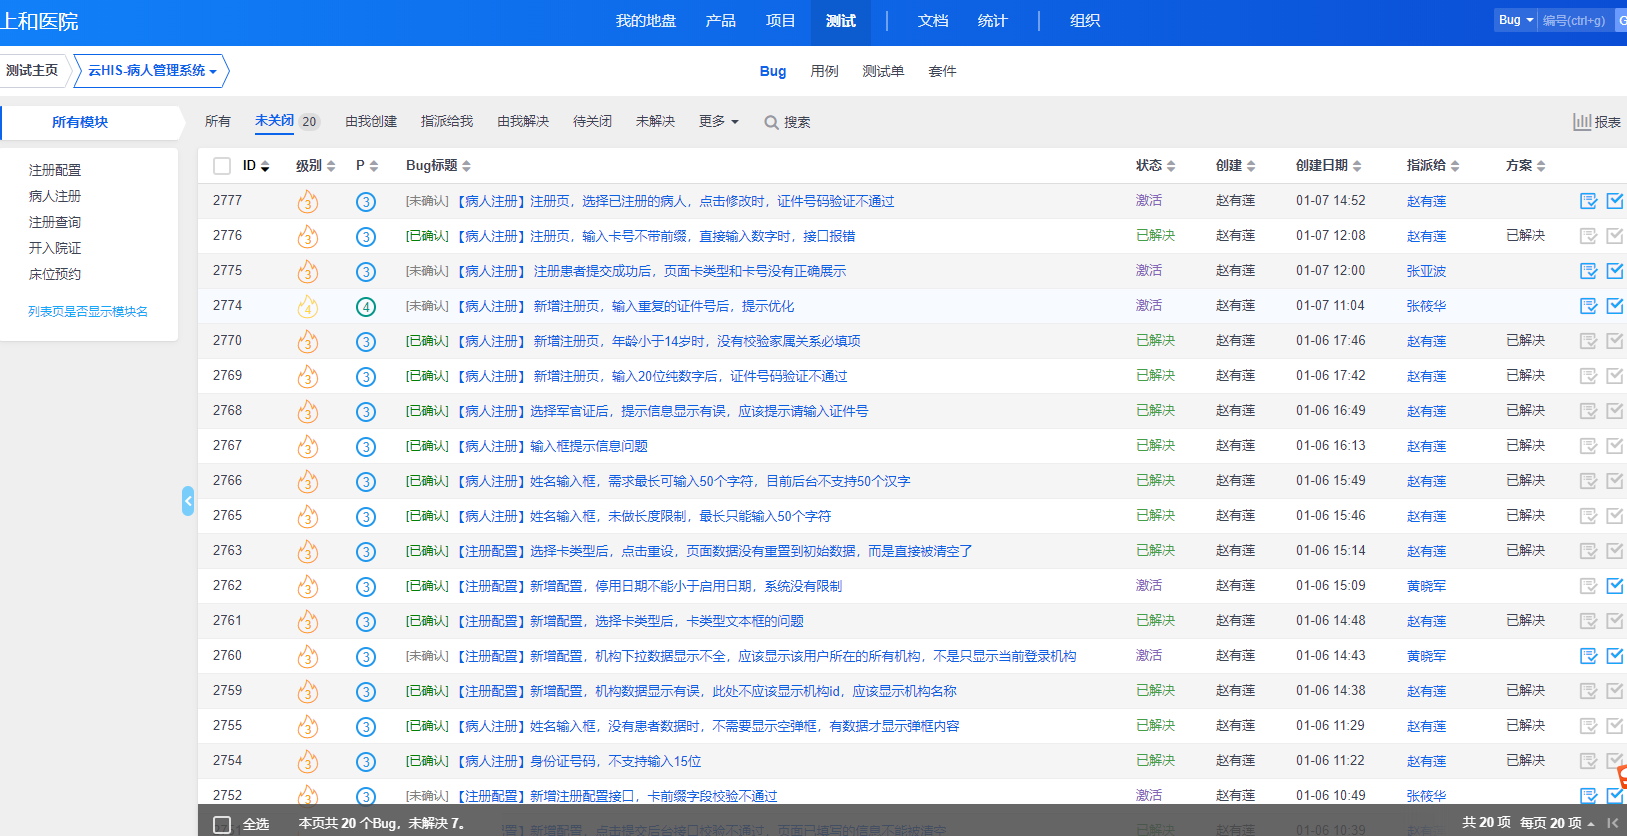 上和医院 我的地盘 产品 项目 测试 文档 统计 组织 Bug 编号(ctrl+g) G
测试主页 云HIS-病人管理系统 Bug 用例 测试单 套件
所有模块 所有 未关闭 20 由我创建 指派给我 由我解决 待关闭 未解决 更多 搜索 报表
注册配置
病人注册
注册查询
开入院证
床位预约
列表页是否显示模块名
ID 级别 P Bug标题 状态 创建 创建日期 指派给 方案
2777 3 3 [未确认] 【病人注册】注册页，选择已注册的病人，点击修改时，证件号码验证不通过 激活 赵有莲 01-07 14:52 赵有莲
2776 3 3 [已确认] 【病人注册】注册页，输入卡号不带前缀，直接输入数字时，接口报错 已解决 赵有莲 01-07 12:08 赵有莲 已解决
2775 3 3 [未确认] 【病人注册】 注册患者提交成功后，页面卡类型和卡号没有正确展示 激活 赵有莲 01-07 12:00 张亚波
2774 4 4 [未确认] 【病人注册】 新增注册页，输入重复的证件号后，提示优化 激活 赵有莲 01-07 11:04 张筱华
2770 3 3 [已确认] 【病人注册】 新增注册页，年龄小于14岁时，没有校验家属关系必填项 已解决 赵有莲 01-06 17:46 赵有莲 已解决
2769 3 3 [已确认] 【病人注册】 新增注册页，输入20位纯数字后，证件号码验证不通过 已解决 赵有莲 01-06 17:42 赵有莲 已解决
2768 3 3 [已确认] 【病人注册】选择军官证后，提示信息显示有误，应该提示请输入证件号 已解决 赵有莲 01-06 16:49 赵有莲 已解决
2767 3 3 [已确认] 【病人注册】输入框提示信息问题 已解决 赵有莲 01-06 16:13 赵有莲 已解决
2766 3 3 [已确认] 【病人注册】姓名输入框，需求最长可输入50个字符，目前后台不支持50个汉字 已解决 赵有莲 01-06 15:49 赵有莲 已解决
2765 3 3 [已确认] 【病人注册】姓名输入框，未做长度限制，最长只能输入50个字符 已解决 赵有莲 01-06 15:46 赵有莲 已解决
2763 3 3 [已确认] 【注册配置】选择卡类型后，点击重设，页面数据没有重置到初始数据，而是直接被清空了 已解决 赵有莲 01-06 15:14 赵有莲 已解决
2762 3 3 [已确认] 【注册配置】新增配置，停用日期不能小于启用日期，系统没有限制 激活 赵有莲 01-06 15:09 黄晓军
2761 3 3 [已确认] 【注册配置】新增配置，选择卡类型后，卡类型文本框的问题 已解决 赵有莲 01-06 14:48 赵有莲 已解决
2760 3 3 [未确认] 【注册配置】新增配置，机构下拉数据显示不全，应该显示该用户所在的所有机构，不是只显示当前登录机构 激活 赵有莲 01-06 14:43 黄晓军
2759 3 3 [已确认] 【注册配置】新增配置，机构数据显示有误，此处不应该显示机构id，应该显示机构名称 已解决 赵有莲 01-06 14:38 赵有莲 已解决
2755 3 3 [已确认] 【病人注册】姓名输入框，没有患者数据时，不需要显示空弹框，有数据才显示弹框内容 已解决 赵有莲 01-06 11:29 赵有莲 已解决
2754 3 3 [已确认] 【病人注册】身份证号码，不支持输入15位 已解决 赵有莲 01-06 11:22 赵有莲 已解决
2752 3 3 [未确认] 【注册配置】新增注册配置接口，卡前缀字段校验不通过 激活 赵有莲 01-06 10:49 张筱华
全选 本页共 20 个Bug，未解决 7。 共 20 项 每页 20 项